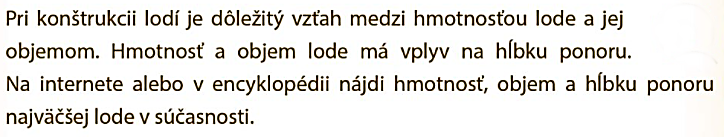 Pri konštrukcii lodí je dôležitý vzťah medzi hmotnosťou lode a jej
objemom. Hmotnosť a objem lode má vplyv na hĺbku ponoru.
Na internete alebo v encyklopédii nájdi hmotnosť, objem a hĺbku ponoru
najväčšej lode v súčasnosti.